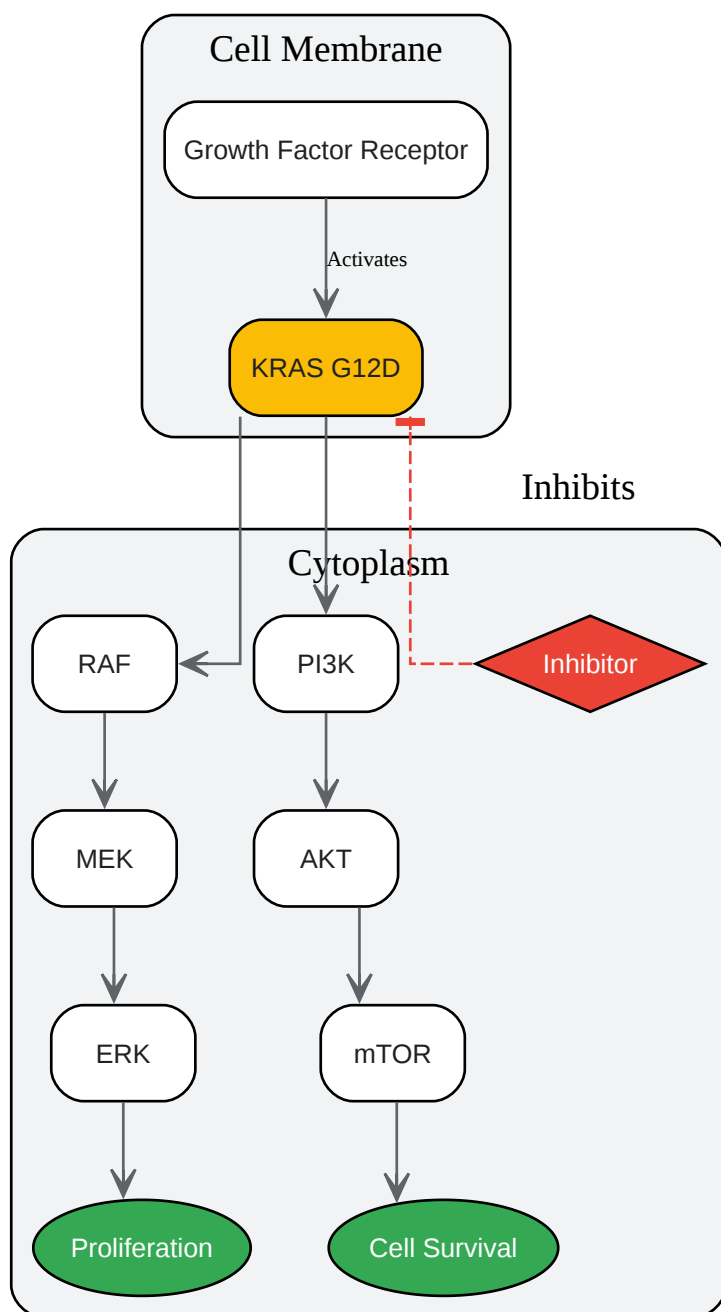 Cell Membrane
Growth Factor Receptor
Activates
KRAS G12D
Inhibits
Cytoplasm
RAF
PI3K
Inhibitor
MEK
AKT
ERK
mTOR
Proliferation
Cell Survival